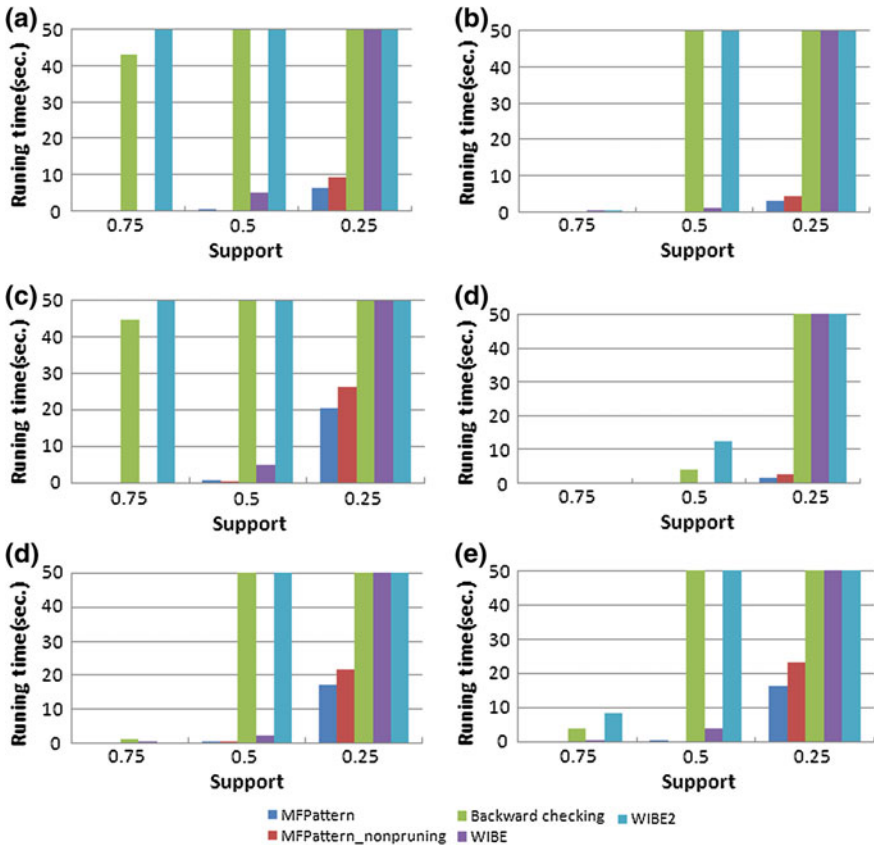 (a)
Runing time(sec.)
50
40
30
20
10
0
0.75 0.5 0.25
Support
(b)
Runing time(sec.)
50
40
30
20
10
0
0.75 0.5 0.25
Support
(c)
Runing time(sec.)
50
40
30
20
10
0
0.75 0.5 0.25
Support
(d)
Runing time(sec.)
50
40
30
20
10
0
0.75 0.5 0.25
Support
(d)
Runing time(sec.)
50
40
30
20
10
0
0.75 0.5 0.25
Support
(e)
Runing time(sec.)
50
40
30
20
10
0
0.75 0.5 0.25
Support
MFPattern Backward checking WIBE2
MFPattern_nonpruning WIBE